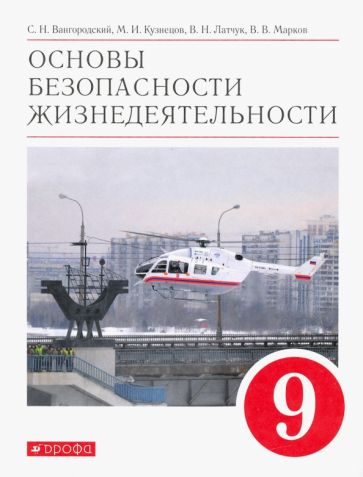 С. Н. Вангородский, М. И. Кузнецов, В. Н. Латчук, В. В. Марков
ОСНОВЫ
БЕЗОПАСНОСТИ
ЖИЗНЕДЕЯТЕЛЬНОСТИ
9
дрофа